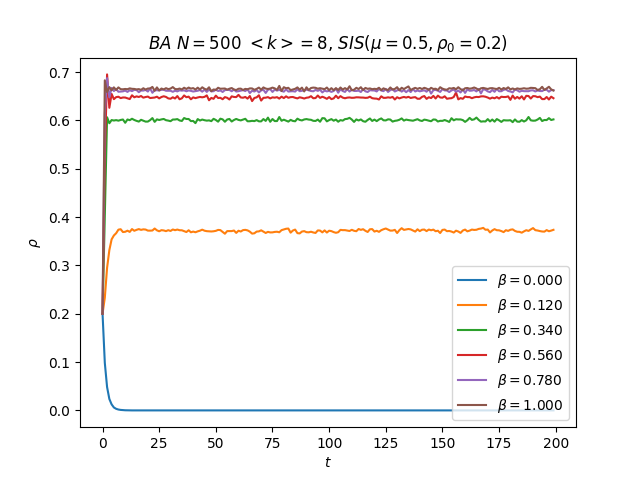 BA N = 500 < k > = 8, SIS(μ = 0.5, ρ₀ = 0.2)
0.7
0.6
0.5
0.4
0.3
0.2
0.1
0.0
ρ
β = 0.000
β = 0.120
β = 0.340
β = 0.560
β = 0.780
β = 1.000
0 25 50 75 100 125 150 175 200
t